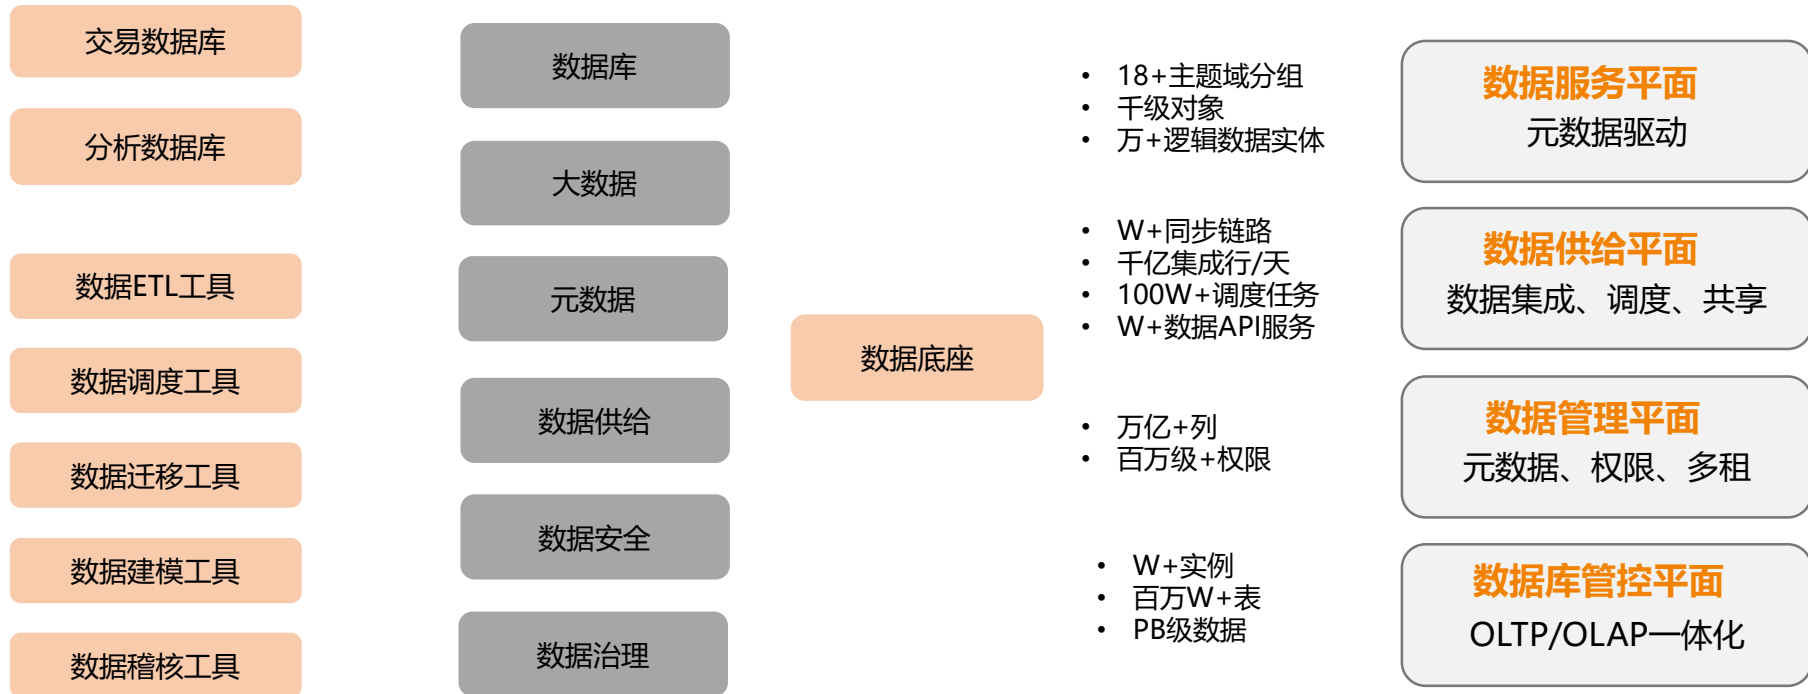 交易数据库
分析数据库
数据ETL工具
数据调度工具
数据迁移工具
数据建模工具
数据稽核工具
数据库
大数据
元数据
数据供给
数据安全
数据治理
数据底座
• 18+主题域分组
• 千级对象
• 万+逻辑数据实体
• W+同步链路
• 千亿集成行/天
• 100W+调度任务
• W+数据API服务
• 万亿+列
• 百万级+权限
• W+实例
• 百万W+表
• PB级数据
数据服务平面
元数据驱动
数据供给平面
数据集成、调度、共享
数据管理平面
元数据、权限、多租
数据库管控平面
OLTP/OLAP一体化